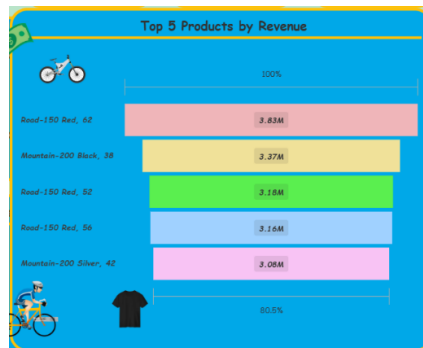 Top 5 Products by Revenue
100%
Road-150 Red, 62
3.83M
Mountain-200 Black, 38
3.37M
Road-150 Red, 52
3.18M
Road-150 Red, 56
3.16M
Mountain-200 Silver, 42
3.08M
80.5%